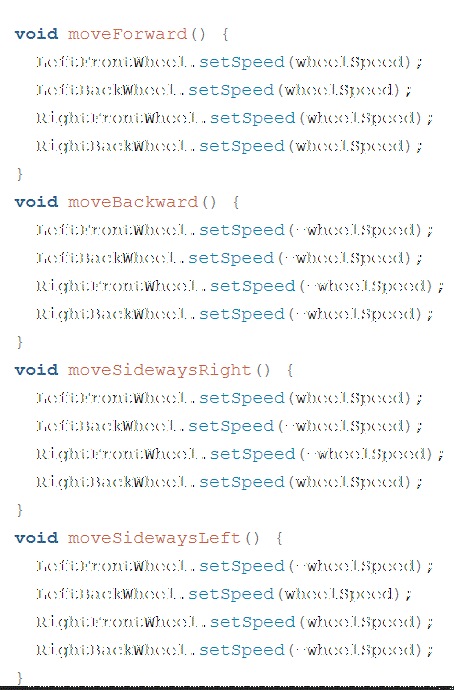 void moveForward() {
LeftFrontWheel.setSpeed(wheelSpeed);
LeftBackWheel.setSpeed(wheelSpeed);
RightFrontWheel.setSpeed(wheelSpeed);
RightBackWheel.setSpeed(wheelSpeed);
}
void moveBackward() {
LeftFrontWheel.setSpeed(-wheelSpeed);
LeftBackWheel.setSpeed(-wheelSpeed);
RightFrontWheel.setSpeed(-wheelSpeed);
RightBackWheel.setSpeed(-wheelSpeed);
}
void moveSidewaysRight() {
LeftFrontWheel.setSpeed(wheelSpeed);
LeftBackWheel.setSpeed(-wheelSpeed);
RightFrontWheel.setSpeed(-wheelSpeed);
RightBackWheel.setSpeed(wheelSpeed);
}
void moveSidewaysLeft() {
LeftFrontWheel.setSpeed(-wheelSpeed);
LeftBackWheel.setSpeed(wheelSpeed);
RightFrontWheel.setSpeed(wheelSpeed);
RightBackWheel.setSpeed(-wheelSpeed);
}